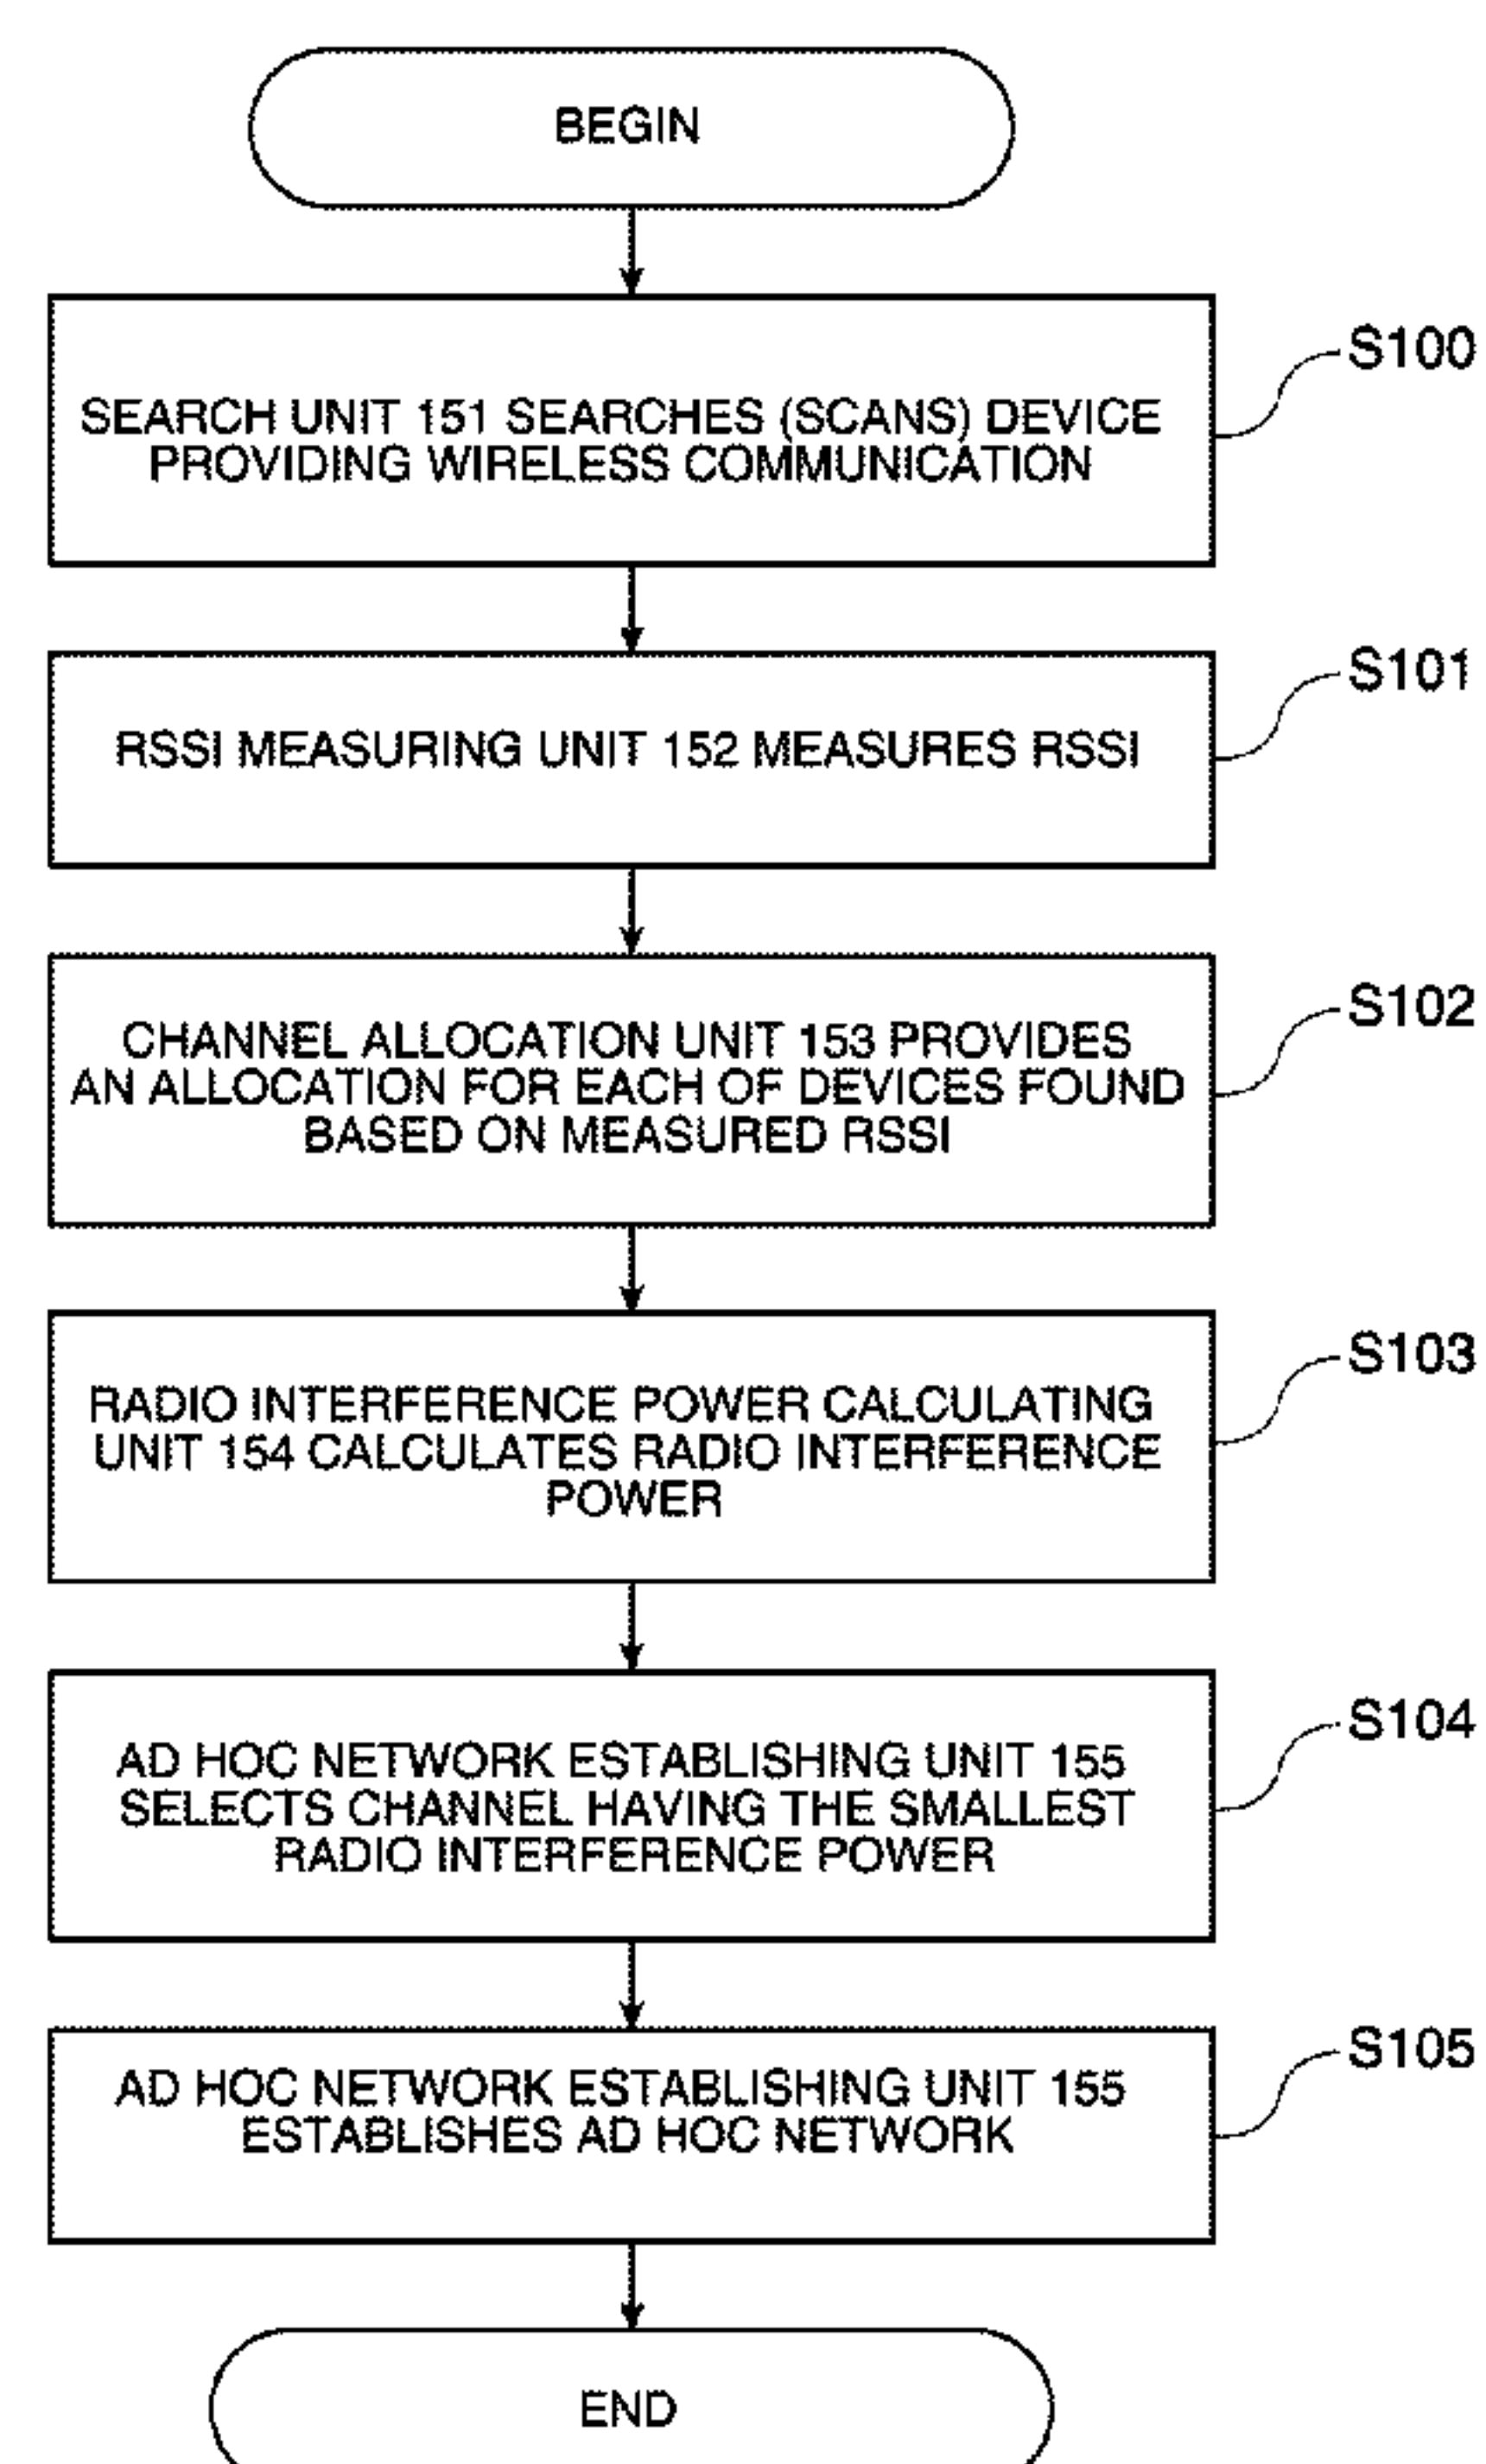 BEGIN
S100
SEARCH UNIT 151 SEARCHES (SCANS) DEVICE
PROVIDING WIRELESS COMMUNICATION
S101
RSSI MEASURING UNIT 152 MEASURES RSSI
S102
CHANNEL ALLOCATION UNIT 153 PROVIDES
AN ALLOCATION FOR EACH OF DEVICES FOUND
BASED ON MEASURED RSSI
S103
RADIO INTERFERENCE POWER CALCULATING
UNIT 154 CALCULATES RADIO INTERFERENCE
POWER
S104
AD HOC NETWORK ESTABLISHING UNIT 155
SELECTS CHANNEL HAVING THE SMALLEST
RADIO INTERFERENCE POWER
S105
AD HOC NETWORK ESTABLISHING UNIT 155
ESTABLISHES AD HOC NETWORK
END